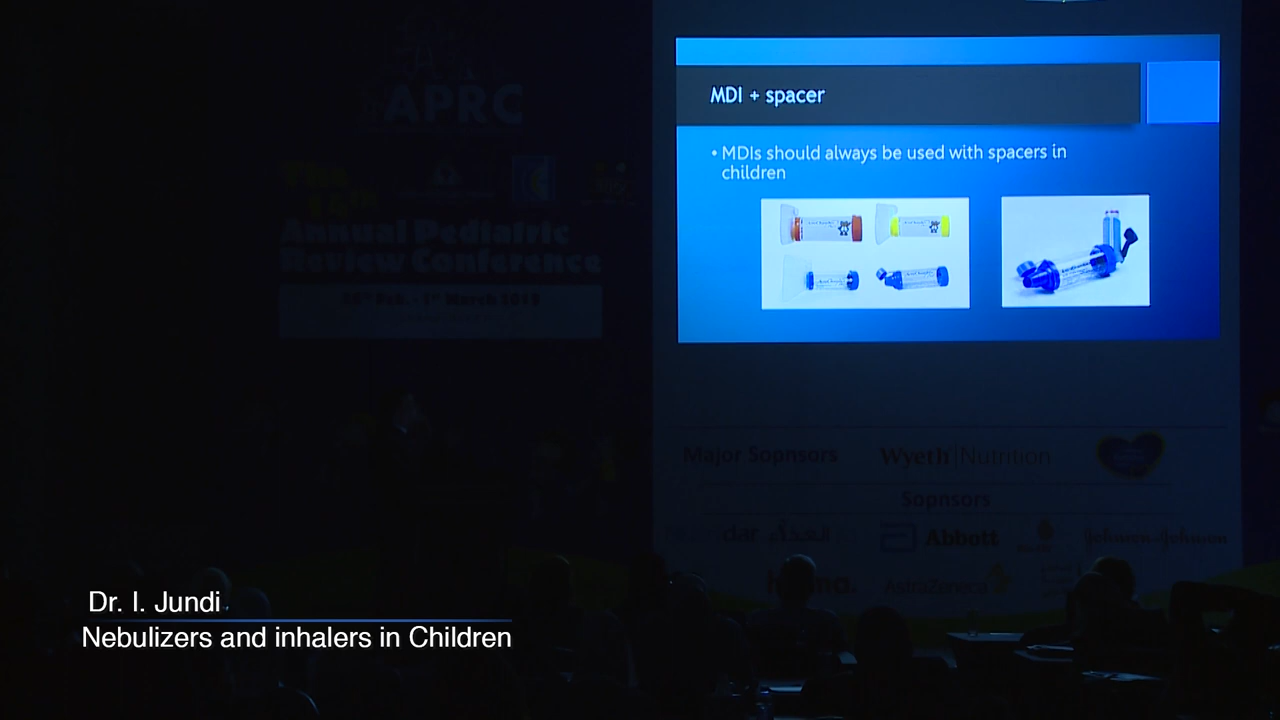 APRC
Annual Pediatric
Review Conference
MDI + spacer
• MDIs should always be used with spacers in
children
Major Sopnsors
Wyeth | Nutrition
Sopnsors
dar
Abbott
Johnson & Johnson
AstraZeneca
Dr. I. Jundi
Nebulizers and inhalers in Children